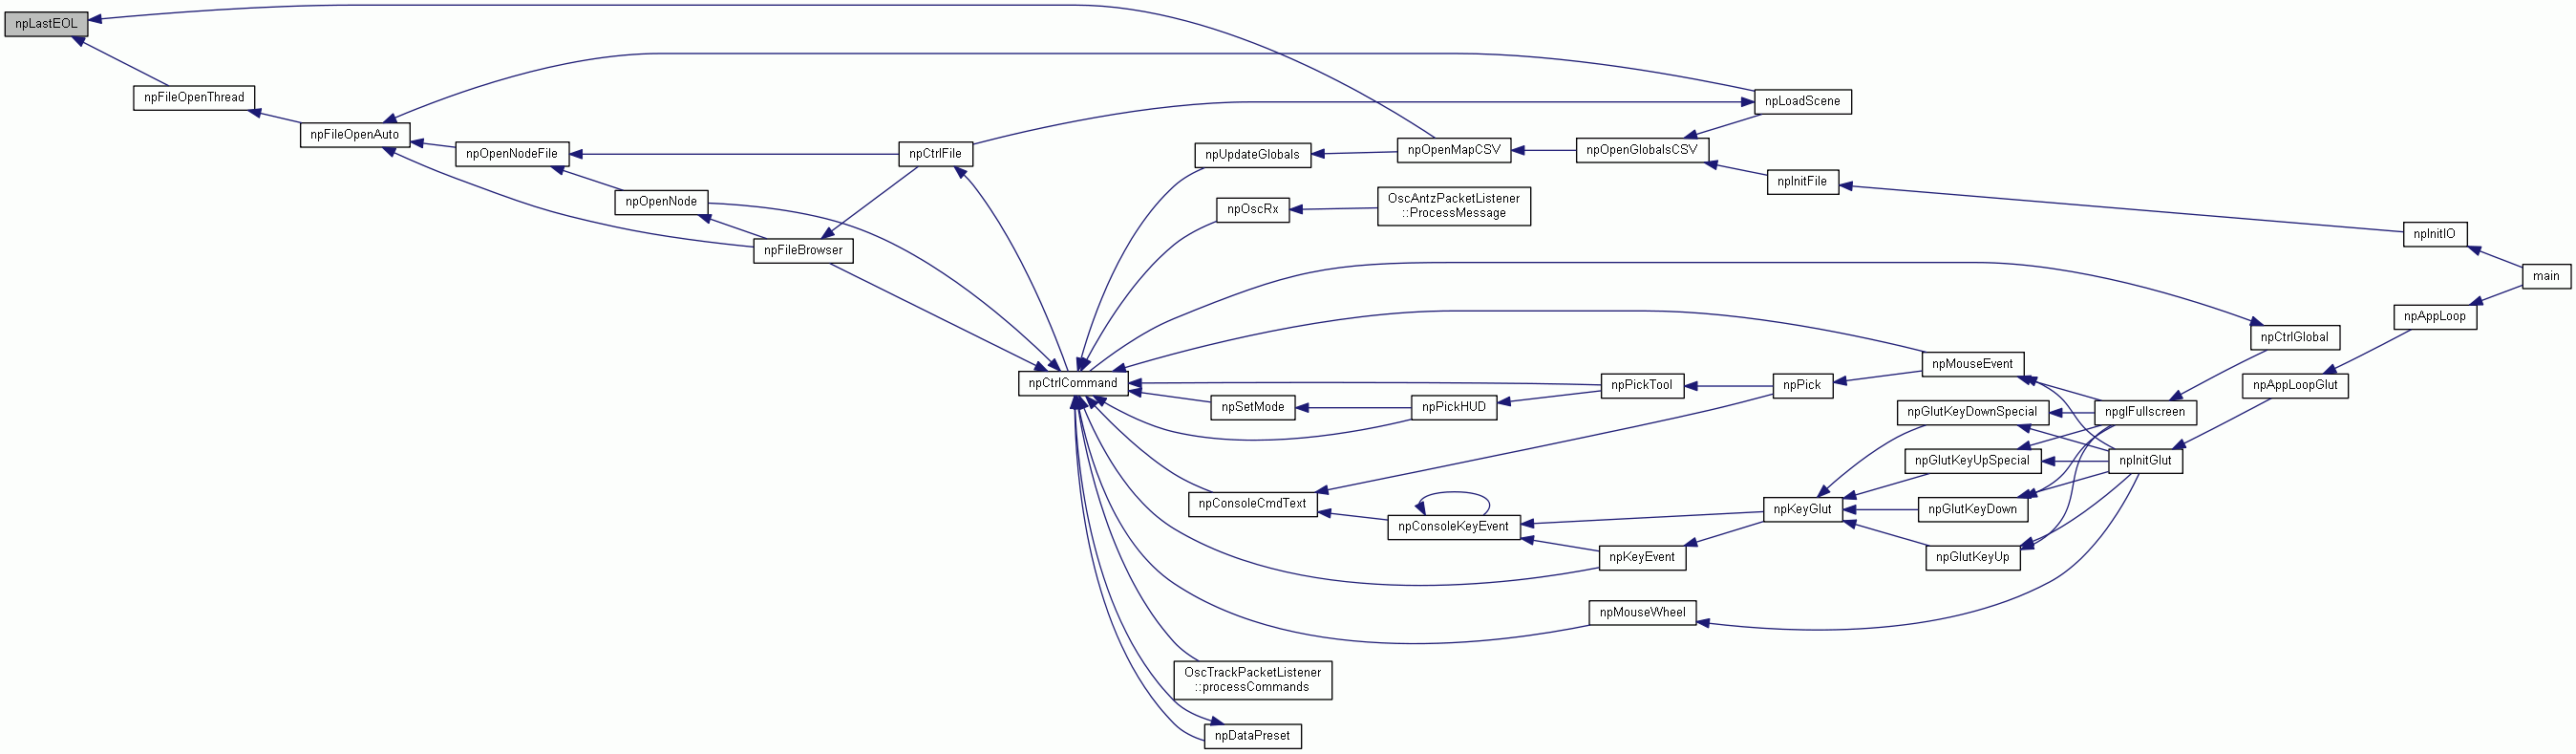 npLastEOL
npFileOpenThread
npFileOpenAuto
npOpenNodeFile
npOpenNode
npFileBrowser
npCtrlFile
npCtrlCommand
npUpdateGlobals
npOscRx
npSetMode
npConsoleCmdText
OscTrackPacketListener
::processCommands
npDataPreset
npOpenMapCSV
OscAntzPacketListener
::ProcessMessage
npPickHUD
npConsoleKeyEvent
npOpenGlobalsCSV
npPickTool
npKeyEvent
npMouseWheel
npLoadScene
npInitFile
npPick
npKeyGlut
npMouseEvent
npGlutKeyDownSpecial
npGlutKeyUpSpecial
npGlutKeyDown
npGlutKeyUp
npglFullscreen
npInitGlut
npCtrlGlobal
npAppLoopGlut
npInitIO
npAppLoop
main